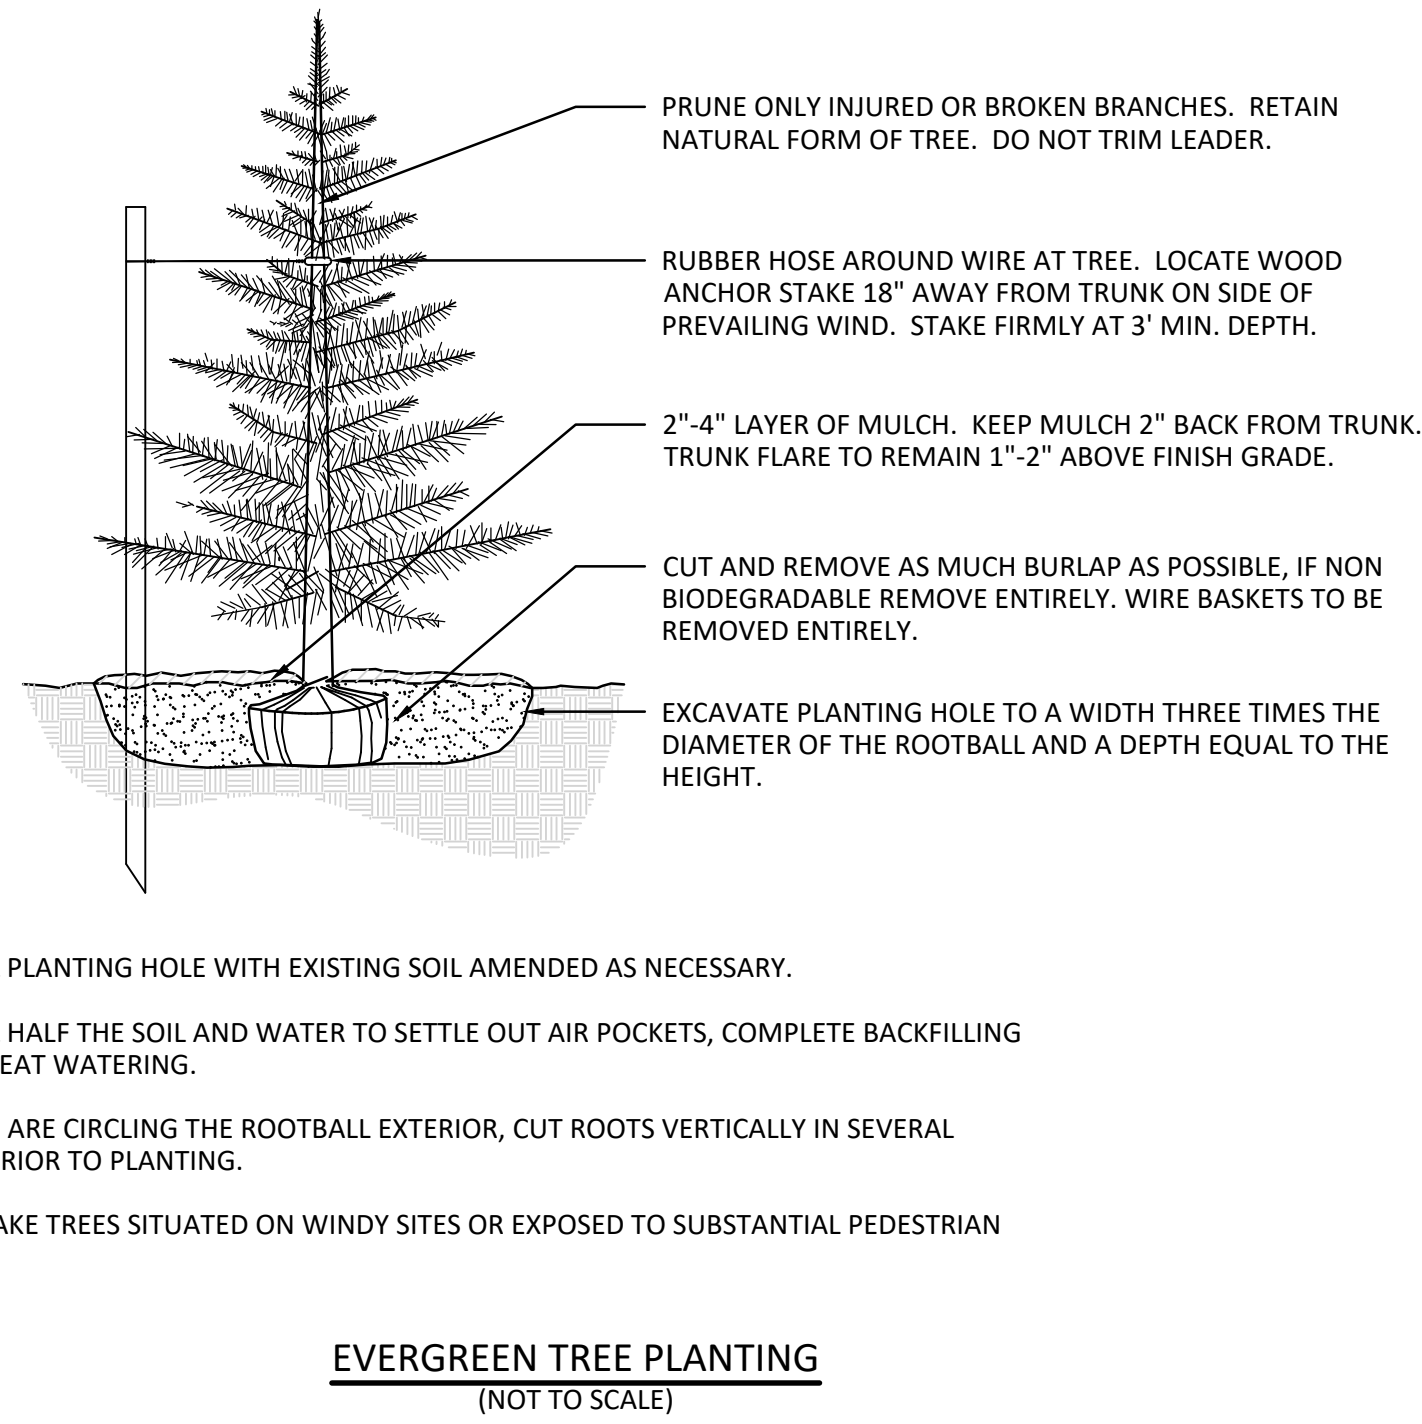 PRUNE ONLY INJURED OR BROKEN BRANCHES.  RETAIN
NATURAL FORM OF TREE.  DO NOT TRIM LEADER.
RUBBER HOSE AROUND WIRE AT TREE.  LOCATE WOOD
ANCHOR STAKE 18" AWAY FROM TRUNK ON SIDE OF
PREVAILING WIND.  STAKE FIRMLY AT 3' MIN. DEPTH.
2"-4" LAYER OF MULCH.  KEEP MULCH 2" BACK FROM TRUNK.
TRUNK FLARE TO REMAIN 1"-2" ABOVE FINISH GRADE.
CUT AND REMOVE AS MUCH BURLAP AS POSSIBLE, IF NON
BIODEGRADABLE REMOVE ENTIRELY. WIRE BASKETS TO BE
REMOVED ENTIRELY.
EXCAVATE PLANTING HOLE TO A WIDTH THREE TIMES THE
DIAMETER OF THE ROOTBALL AND A DEPTH EQUAL TO THE
HEIGHT.
PLANTING HOLE WITH EXISTING SOIL AMENDED AS NECESSARY.
HALF THE SOIL AND WATER TO SETTLE OUT AIR POCKETS, COMPLETE BACKFILLING
EAT WATERING.
ARE CIRCLING THE ROOTBALL EXTERIOR, CUT ROOTS VERTICALLY IN SEVERAL
RIOR TO PLANTING.
AKE TREES SITUATED ON WINDY SITES OR EXPOSED TO SUBSTANTIAL PEDESTRIAN
EVERGREEN TREE PLANTING
(NOT TO SCALE)